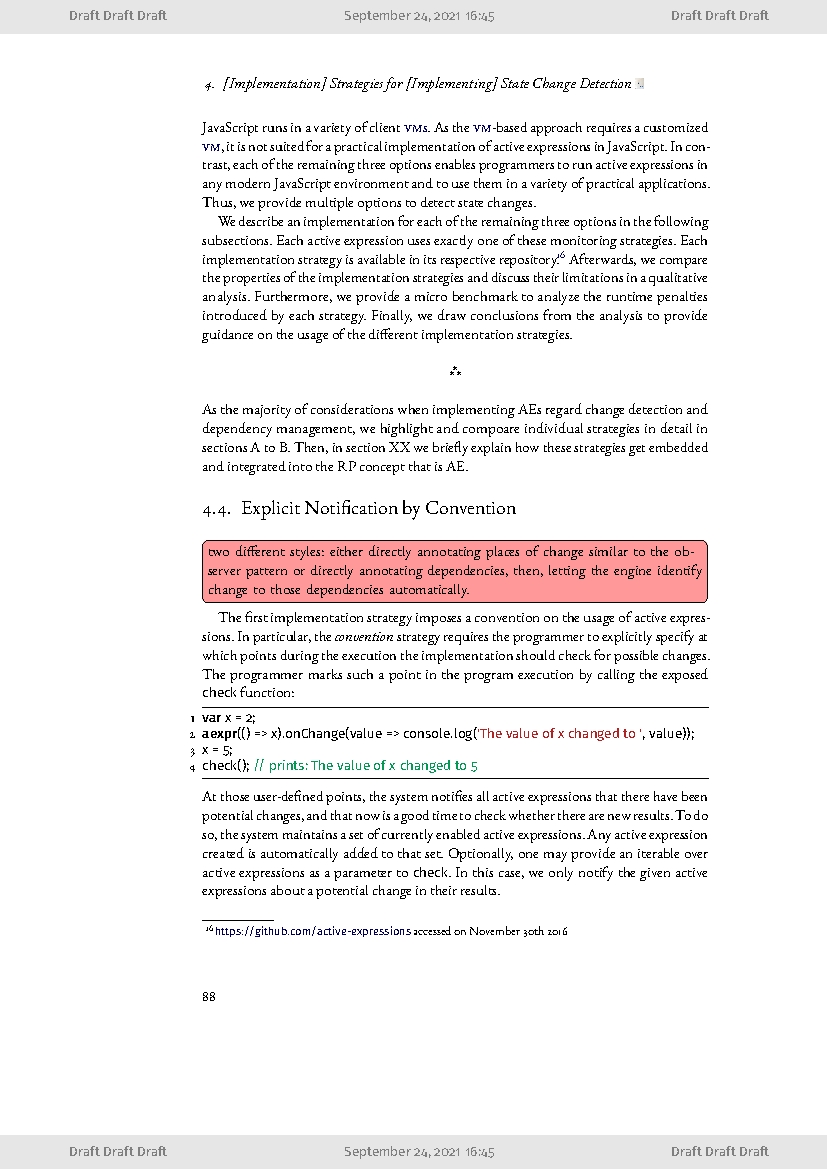 Draft Draft Draft September 24, 2021 16:45 Draft Draft Draft
4. [Implementation] Strategies for [Implementing] State Change Detection
JavaScript runs in a variety of client VMs. As the VM-based approach requires a customized
VM, it is not suited for a practical implementation of active expressions in JavaScript. In con-
trast, each of the remaining three options enables programmers to run active expressions in
any modern JavaScript environment and to use them in a variety of practical applications.
Thus, we provide multiple options to detect state changes.
We describe an implementation for each of the remaining three options in the following
subsections. Each active expression uses exactly one of these monitoring strategies. Each
implementation strategy is available in its respective repository.16 Afterwards, we compare
the properties of the implementation strategies and discuss their limitations in a qualitative
analysis. Furthermore, we provide a micro benchmark to analyze the runtime penalties
introduced by each strategy. Finally, we draw conclusions from the analysis to provide
guidance on the usage of the different implementation strategies.
⁂
As the majority of considerations when implementing AEs regard change detection and
dependency management, we highlight and compoare individual strategies in detail in
sections A to B. Then, in section XX we briefly explain how these strategies get embedded
and integrated into the RP concept that is AE.
4.4. Explicit Notification by Convention
two different styles: either directly annotating places of change similar to the ob-
server pattern or directly annotating dependencies, then, letting the engine identify
change to those dependencies automatically.
The first implementation strategy imposes a convention on the usage of active expres-
sions. In particular, the convention strategy requires the programmer to explicitly specify at
which points during the execution the implementation should check for possible changes.
The programmer marks such a point in the program execution by calling the exposed
check function:
1 var x = 2;
2 aexpr(() => x).onChange(value => console.log('The value of x changed to ', value));
3 x = 5;
4 check(); // prints: The value of x changed to 5
At those user-defined points, the system notifies all active expressions that there have been
potential changes, and that now is a good time to check whether there are new results. To do
so, the system maintains a set of currently enabled active expressions. Any active expression
created is automatically added to that set. Optionally, one may provide an iterable over
active expressions as a parameter to check. In this case, we only notify the given active
expressions about a potential change in their results.
16 https://github.com/active-expressions accessed on November 30th 2016
88
Draft Draft Draft September 24, 2021 16:45 Draft Draft Draft